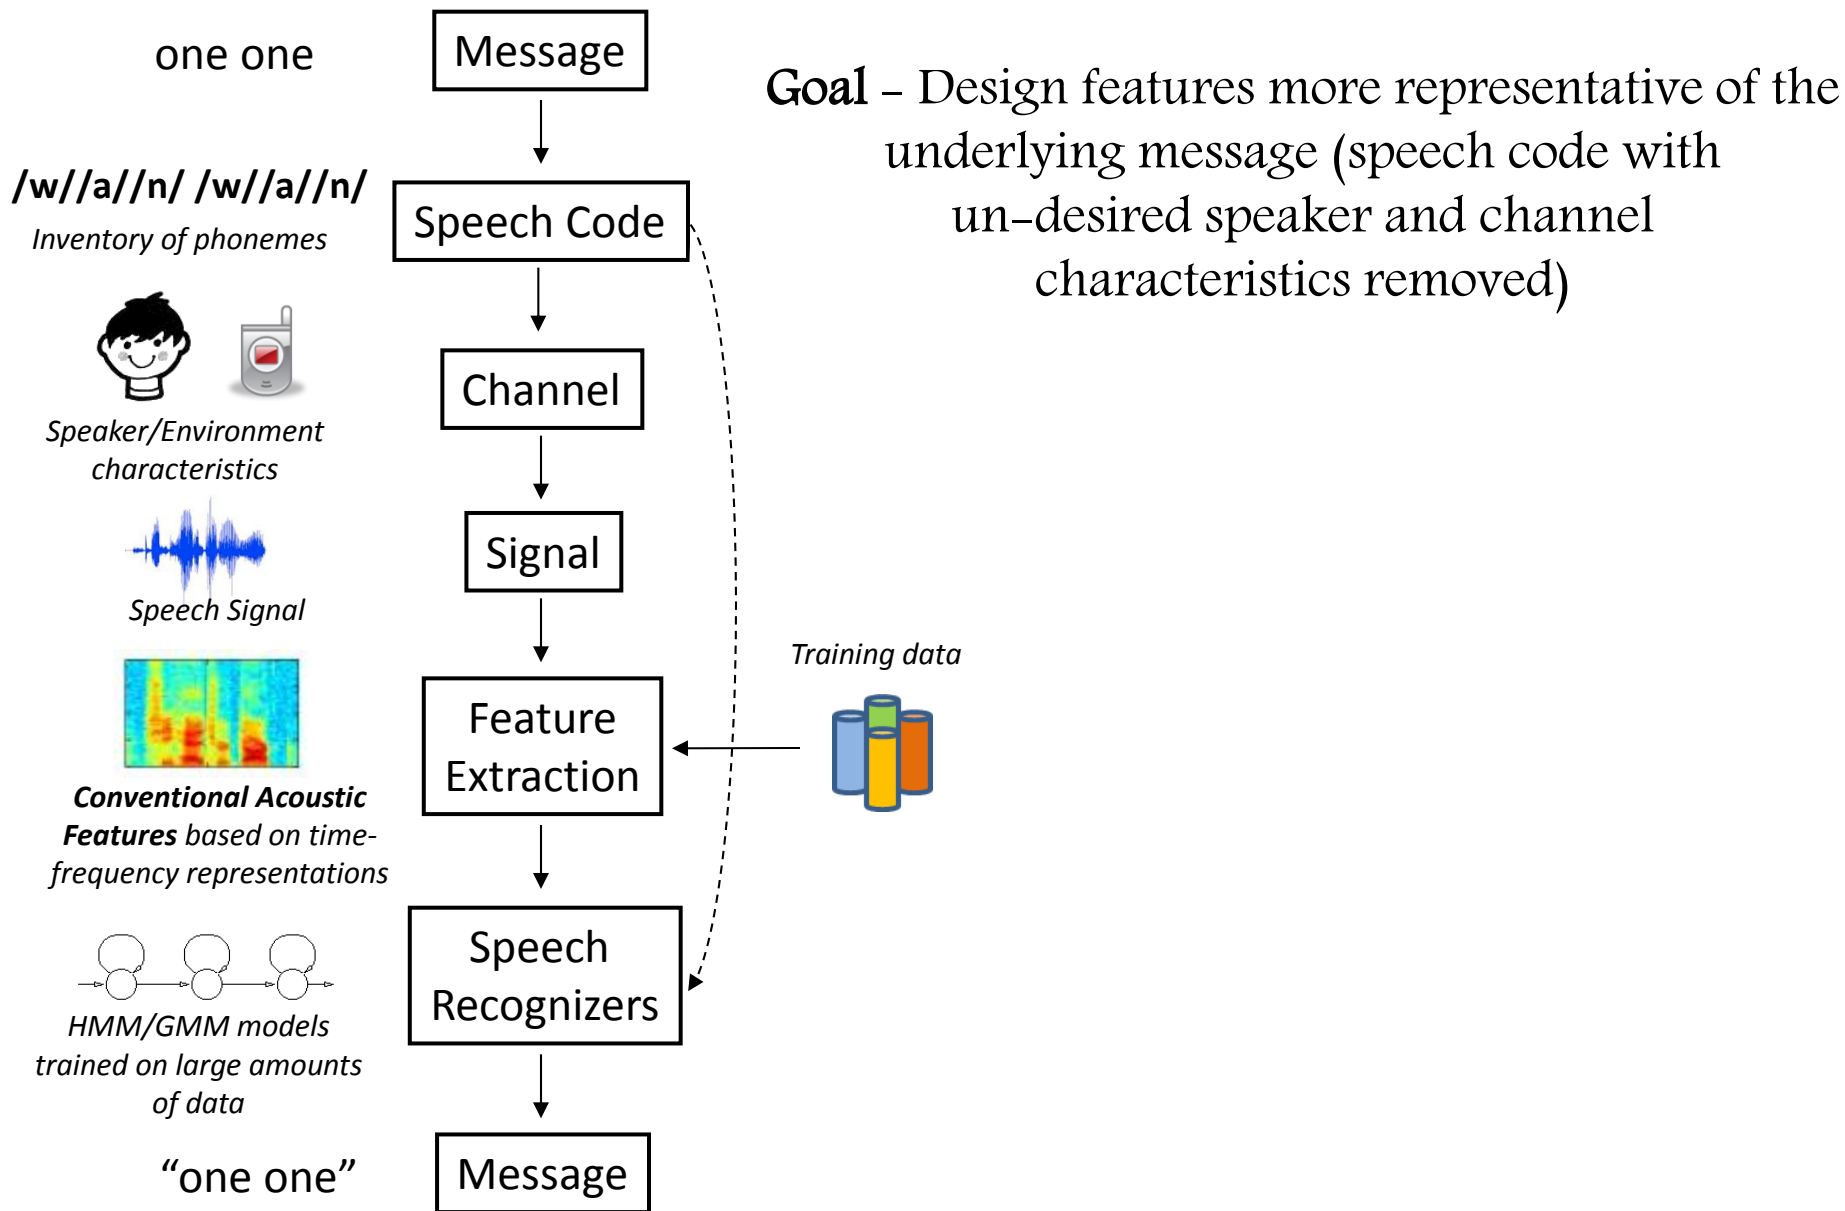 one one
Message
Goal – Design features more representative of the
underlying message (speech code with
un-desired speaker and channel
characteristics removed)
/w//a//n/ /w//a//n/
Inventory of phonemes
Speech Code
Channel
Speaker/Environment
characteristics
Signal
Speech Signal
Training data
Feature
Extraction
Conventional Acoustic
Features based on time-
frequency representations
Speech
Recognizers
HMM/GMM models
trained on large amounts
of data
“one one”
Message